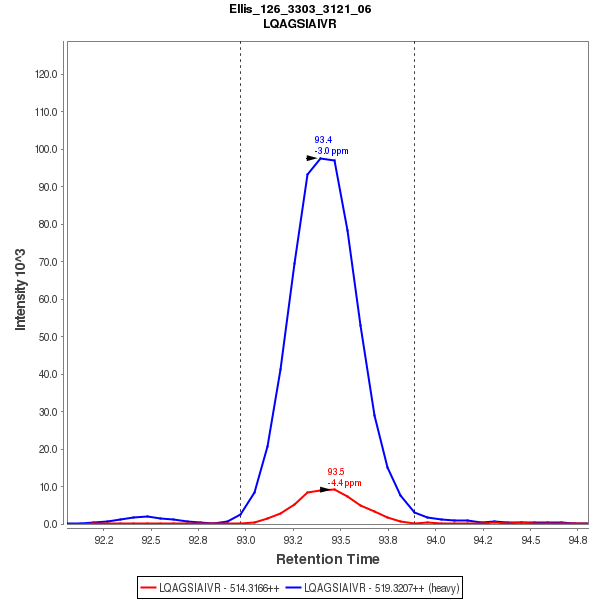 Ellis_126_3303_3121_06
LQAGSIAIVR
120.0
110.0
100.0
90.0
80.0
70.0
60.0
50.0
40.0
30.0
20.0
10.0
0.0
Intensity 10^3
93.4
-3.0 ppm
93.5
-4.4 ppm
92.2 92.5 92.8 93.0 93.2 93.5 93.8 94.0 94.2 94.5 94.8
Retention Time
LQAGSIAIVR - 514.3166++ LQAGSIAIVR - 519.3207++ (heavy)